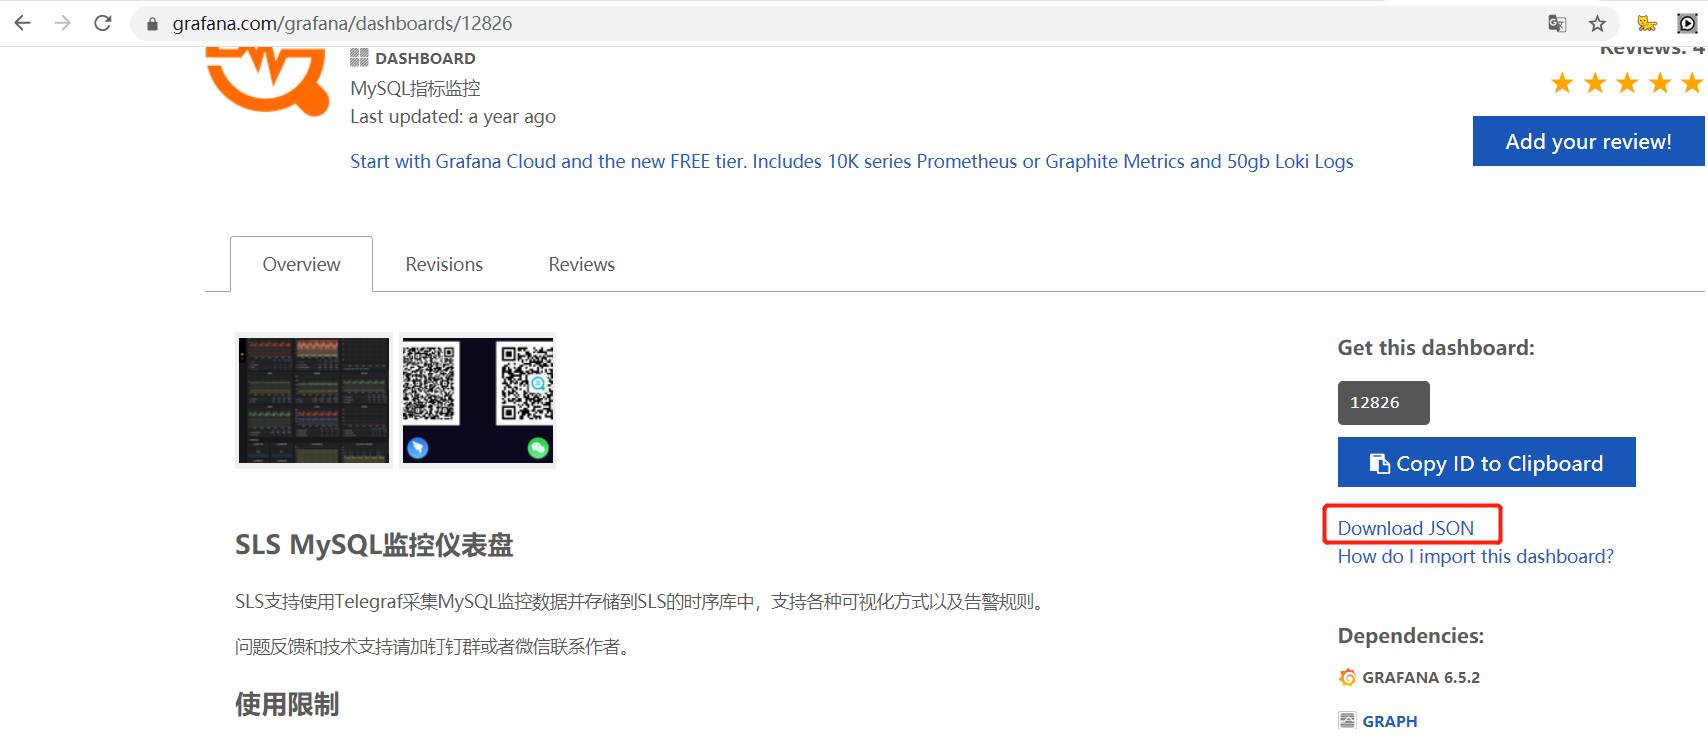 grafana.com/grafana/dashboards/12826
DASHBOARD
Reviews: 4
MySQL指标监控
Last updated: a year ago
Add your review!
Start with Grafana Cloud and the new FREE tier. Includes 10K series Prometheus or Graphite Metrics and 50gb Loki Logs
Overview
Revisions
Reviews
Get this dashboard:
12826
Copy ID to Clipboard
Download JSON
How do I import this dashboard?
SLS MySQL监控仪表盘
SLS支持使用Telegraf采集MySQL监控数据并存储到SLS的时序库中，支持各种可视化方式以及告警规则。
问题反馈和技术支持请加钉钉群或者微信联系作者。
使用限制
Dependencies:
GRAFANA 6.5.2
GRAPH